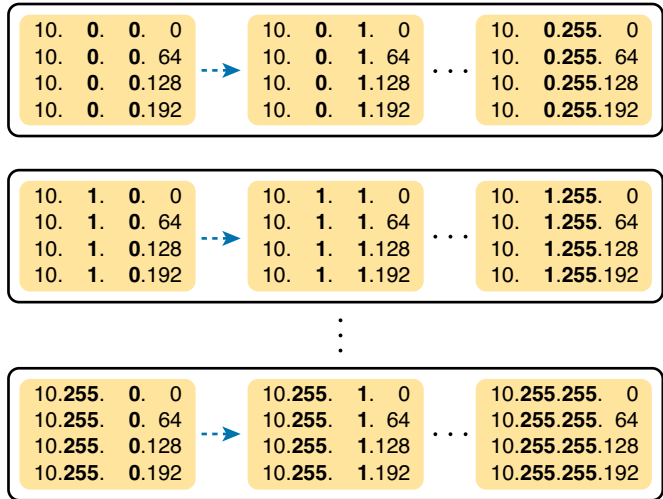 10. 0. 0. 0
10. 0. 0. 64
10. 0. 0.128
10. 0. 0.192
10. 0. 1. 0
10. 0. 1. 64
10. 0. 1.128
10. 0. 1.192
. . .
10. 0.255. 0
10. 0.255. 64
10. 0.255.128
10. 0.255.192
10. 1. 0. 0
10. 1. 0. 64
10. 1. 0.128
10. 1. 0.192
10. 1. 1. 0
10. 1. 1. 64
10. 1. 1.128
10. 1. 1.192
. . .
10. 1.255. 0
10. 1.255. 64
10. 1.255.128
10. 1.255.192
10.255. 0. 0
10.255. 0. 64
10.255. 0.128
10.255. 0.192
10.255. 1. 0
10.255. 1. 64
10.255. 1.128
10.255. 1.192
. . .
10.255.255. 0
10.255.255. 64
10.255.255.128
10.255.255.192